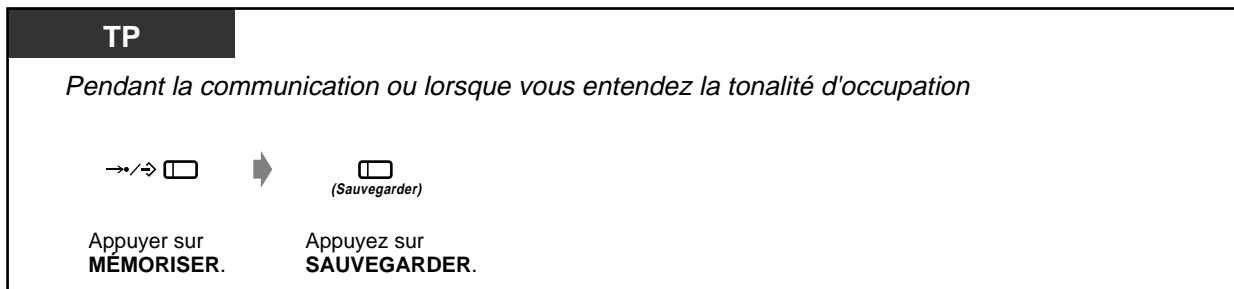 TP
Pendant la communication ou lorsque vous entendez la tonalité d'occupation
(Sauvegarder)
Appuyer sur
MÉMORISER.
Appuyez sur
SAUVEGARDER.